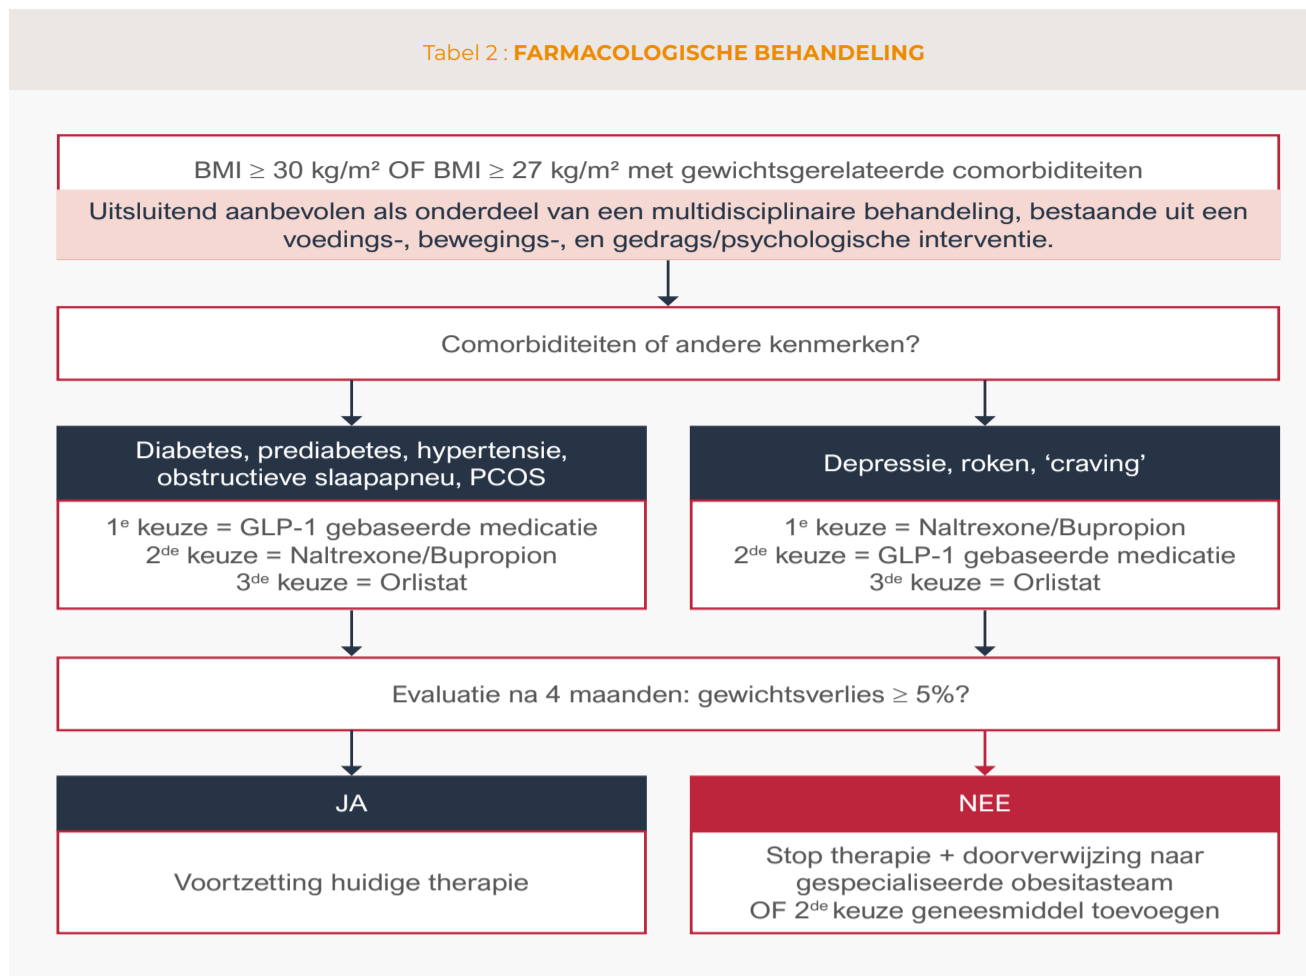 Tabel 2 : FARMACOLOGISCHE BEHANDELING
BMI ≥ 30 kg/m² OF BMI ≥ 27 kg/m² met gewichtsgerelateerde comorbiditeiten
Uitsluitend aanbevolen als onderdeel van een multidisciplinaire behandeling, bestaande uit een
voedings-, bewegings-, en gedrags/psychologische interventie.
Comorbiditeiten of andere kenmerken?
Diabetes, prediabetes, hypertensie,
obstructieve slaapapneu, PCOS
1ᵉ keuze = GLP-1 gebaseerde medicatie
2ᵈᵉ keuze = Naltrexone/Bupropion
3ᵈᵉ keuze = Orlistat
Depressie, roken, ‘craving’
1ᵉ keuze = Naltrexone/Bupropion
2ᵈᵉ keuze = GLP-1 gebaseerde medicatie
3ᵈᵉ keuze = Orlistat
Evaluatie na 4 maanden: gewichtsverlies ≥ 5%?
JA
Voortzetting huidige therapie
NEE
Stop therapie + doorverwijzing naar
gespecialiseerde obesitasteam
OF 2ᵈᵉ keuze geneesmiddel toevoegen